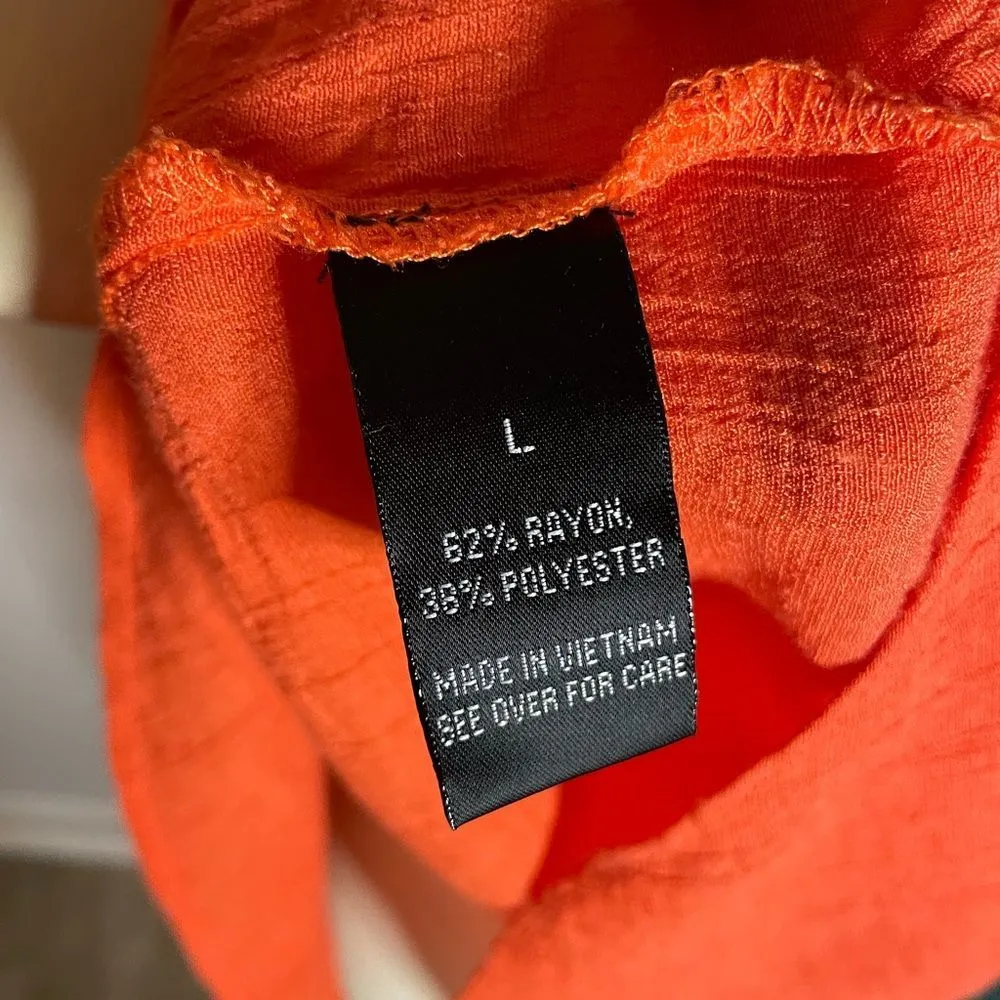 L
62% RAYON,
38% POLYESTER
MADE IN VIETNAM
SEE OVER FOR CARE